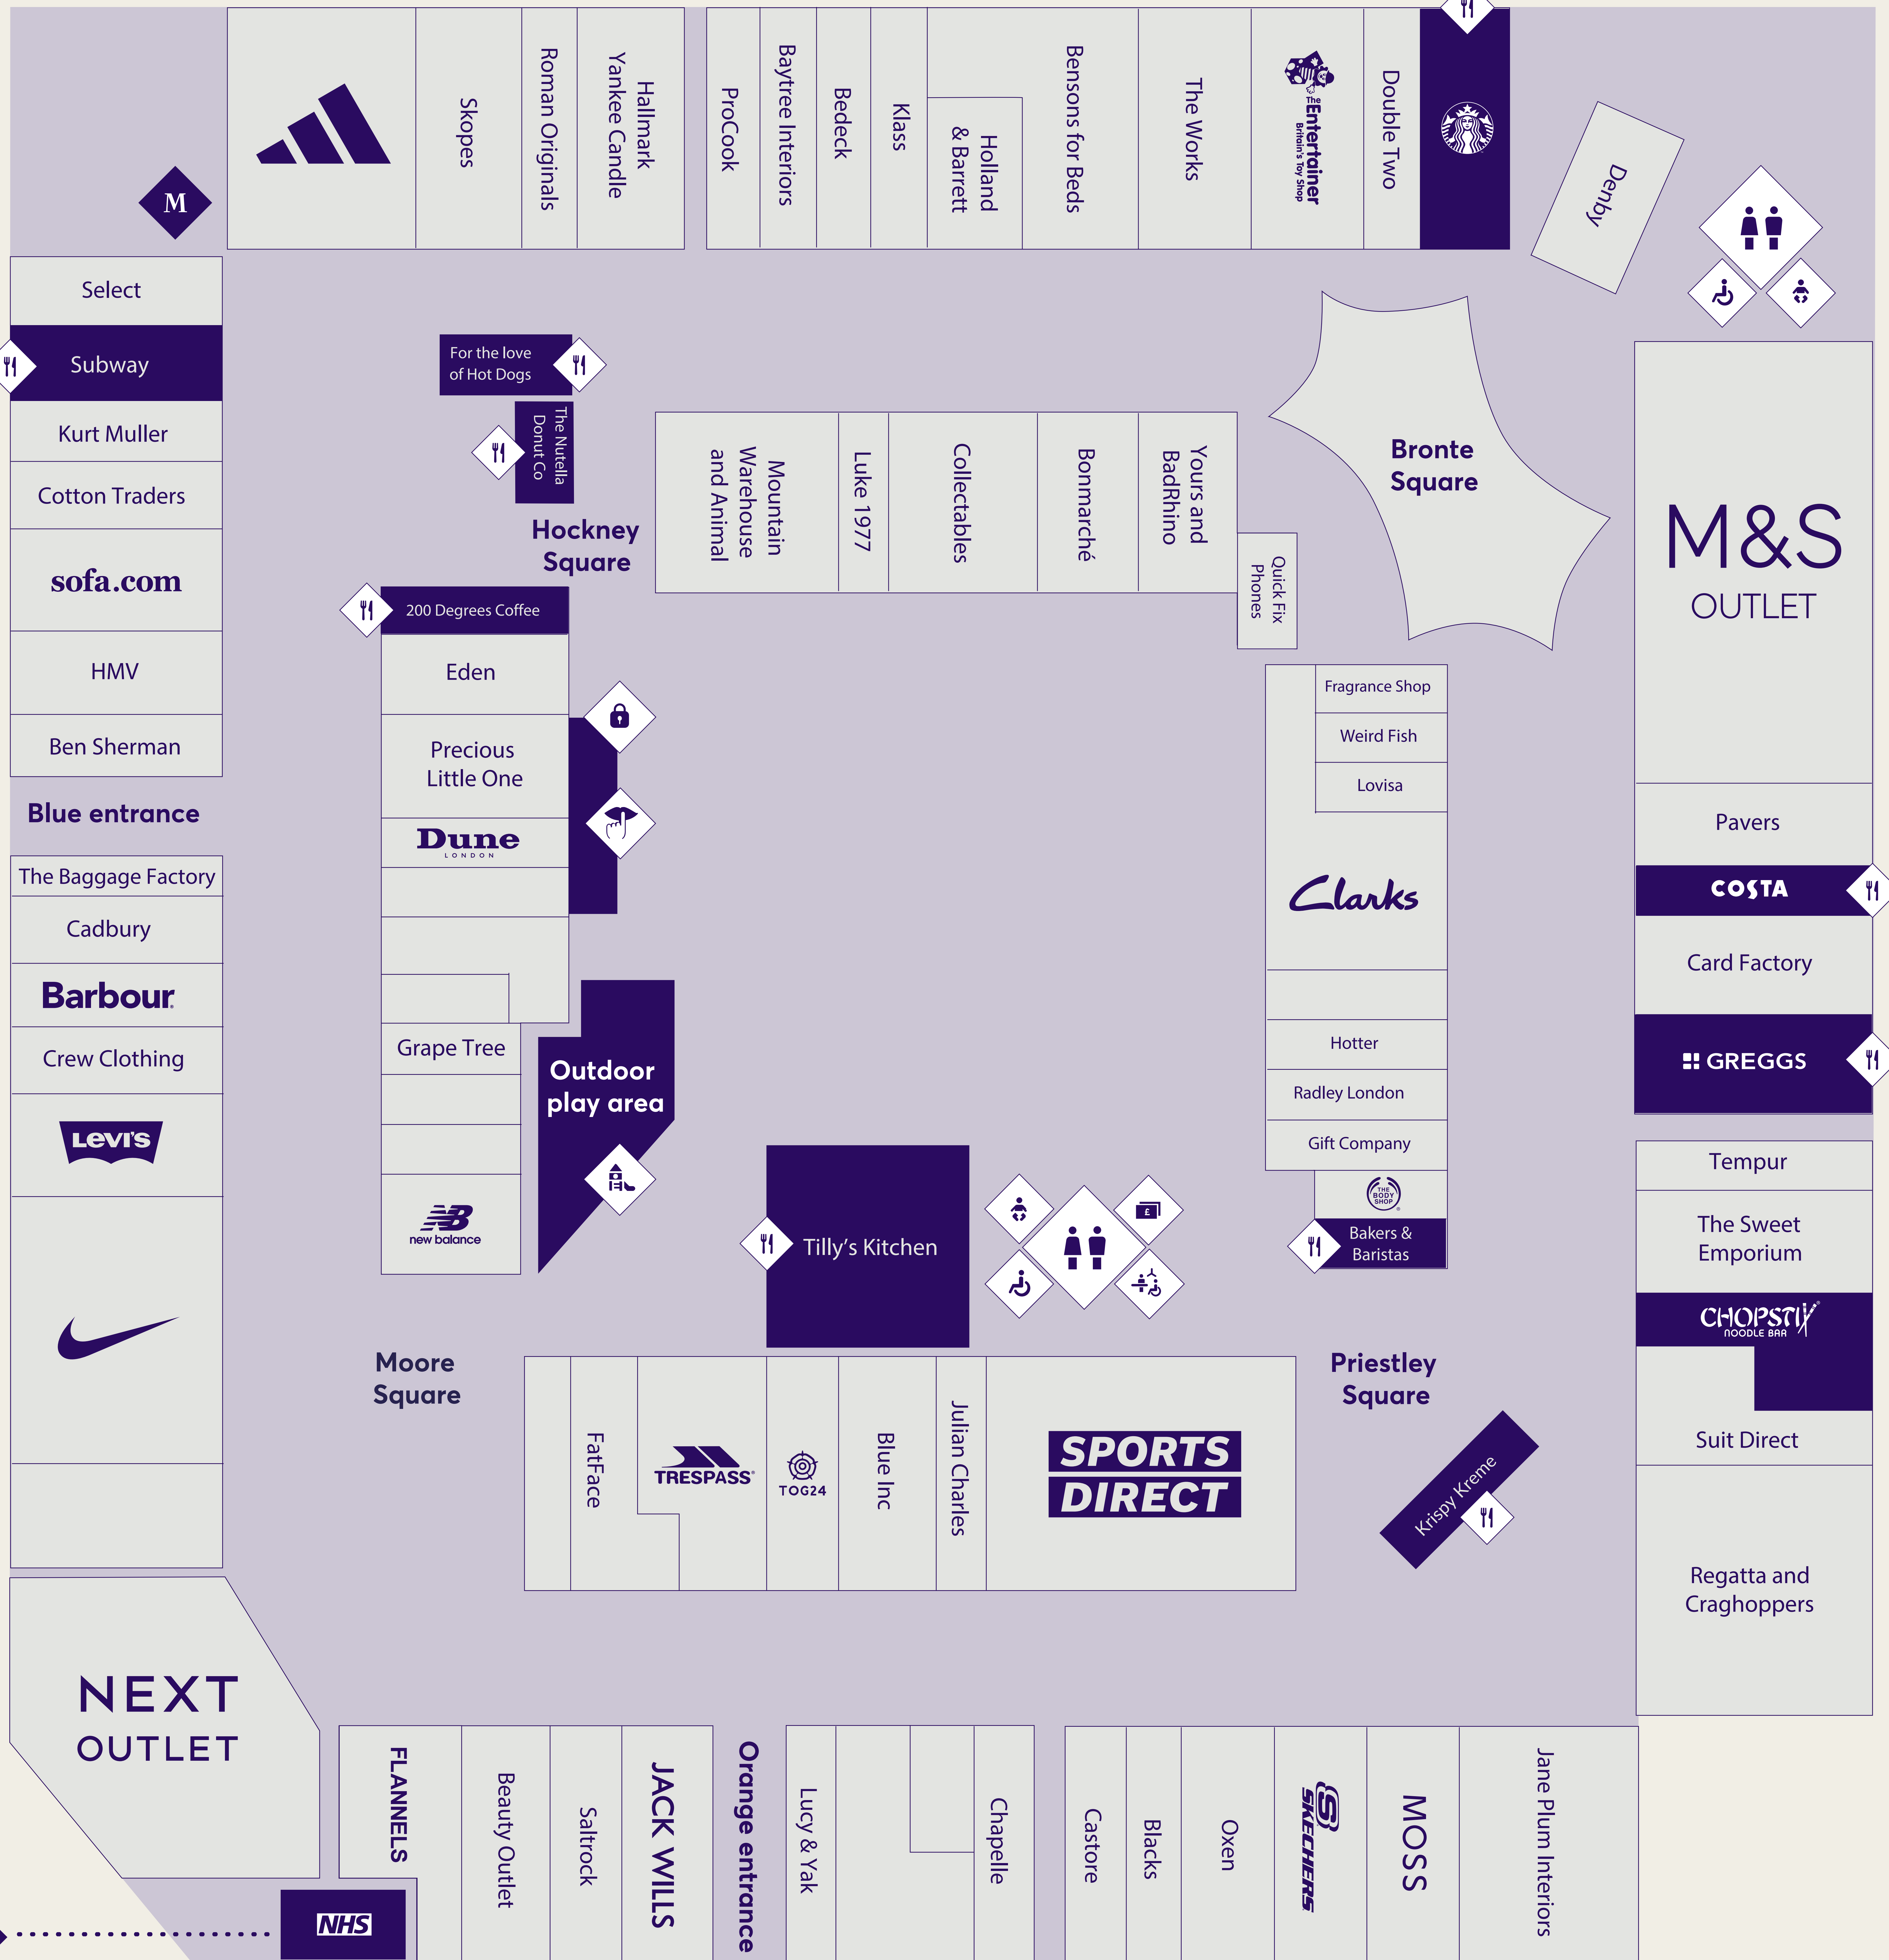 M
Skopes
Roman Originals
Hallmark
Yankee Candle
ProCook
Baytree Interiors
Bedeck
Klass
Holland
& Barrett
Bensons for Beds
The Works
The
Entertainer
Britain's Toy Shop
Double Two
Denby
Select
Subway
Kurt Muller
Cotton Traders
sofa.com
HMV
Ben Sherman
Blue entrance
The Baggage Factory
Cadbury
Barbour
Crew Clothing
LEVI'S
NEXT
OUTLET
For the love
of Hot Dogs
The Nutella
Donut Co
Hockney
Square
200 Degrees Coffee
Eden
Precious
Little One
Dune
LONDON
Grape Tree
new balance
Outdoor
play area
Mountain
Warehouse
and Animal
Luke 1977
Collectables
Bonmarché
Yours and
BadRhino
Quick Fix
Phones
Bronte
Square
Fragrance Shop
Weird Fish
Lovisa
Clarks
Hotter
Radley London
Gift Company
THE
BODY
SHOP
Bakers &
Baristas
Tilly's Kitchen
£
M&S
OUTLET
Pavers
COSTA
Card Factory
GREGGS
Tempur
The Sweet
Emporium
CHOPSTIX
NOODLE BAR
Suit Direct
Regatta and
Craghoppers
Moore
Square
FatFace
TRESPASS
TOG24
Blue Inc
Julian Charles
SPORTS
DIRECT
Priestley
Square
Krispy Kreme
FLANNELS
Beauty Outlet
Saltrock
JACK WILLS
Orange entrance
Lucy & Yak
Chapelle
Castore
Blacks
Oxen
SKECHERS
MOSS
Jane Plum Interiors
NHS